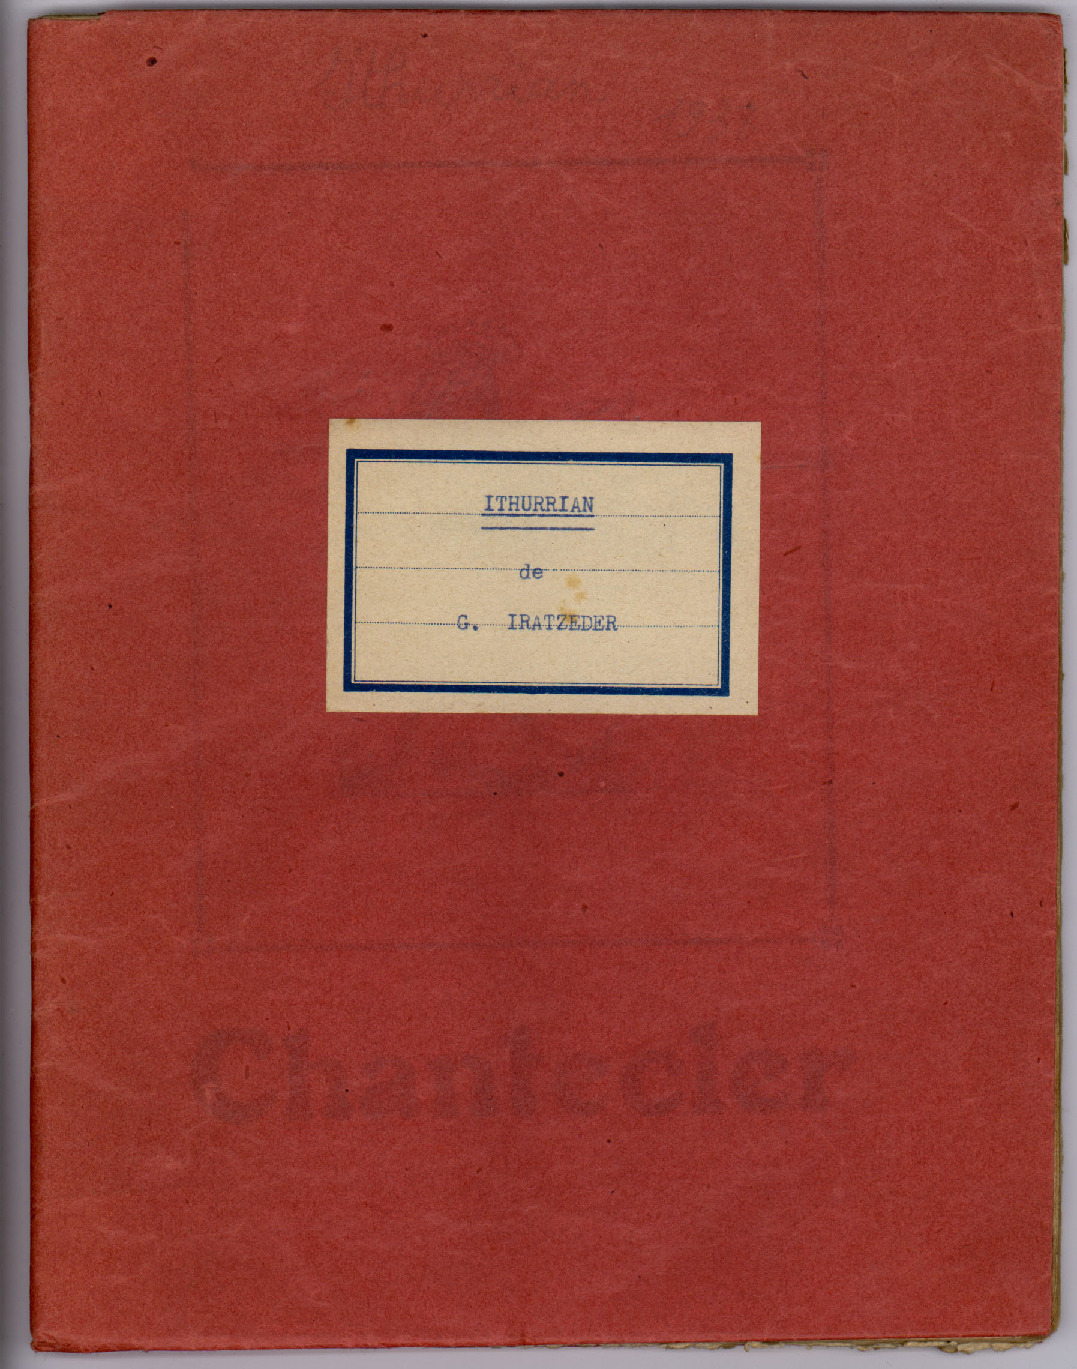 ITHURRIAN
de
G. IRATZEDER
Chantecler